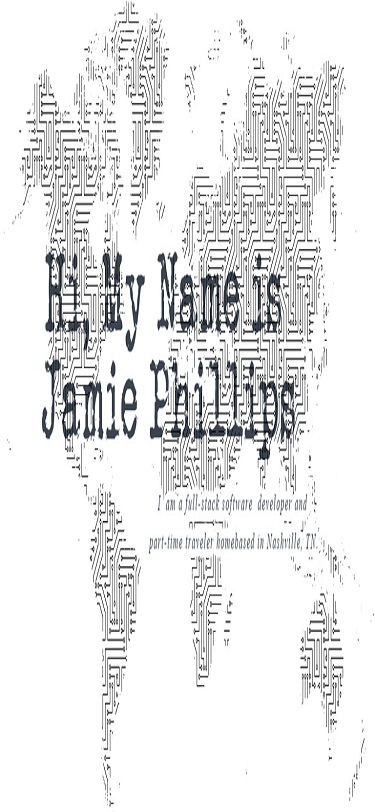 Hi, My Name is
Jamie Phillips
I am a full-stack software developer and
part-time traveler homebased in Nashville, TN